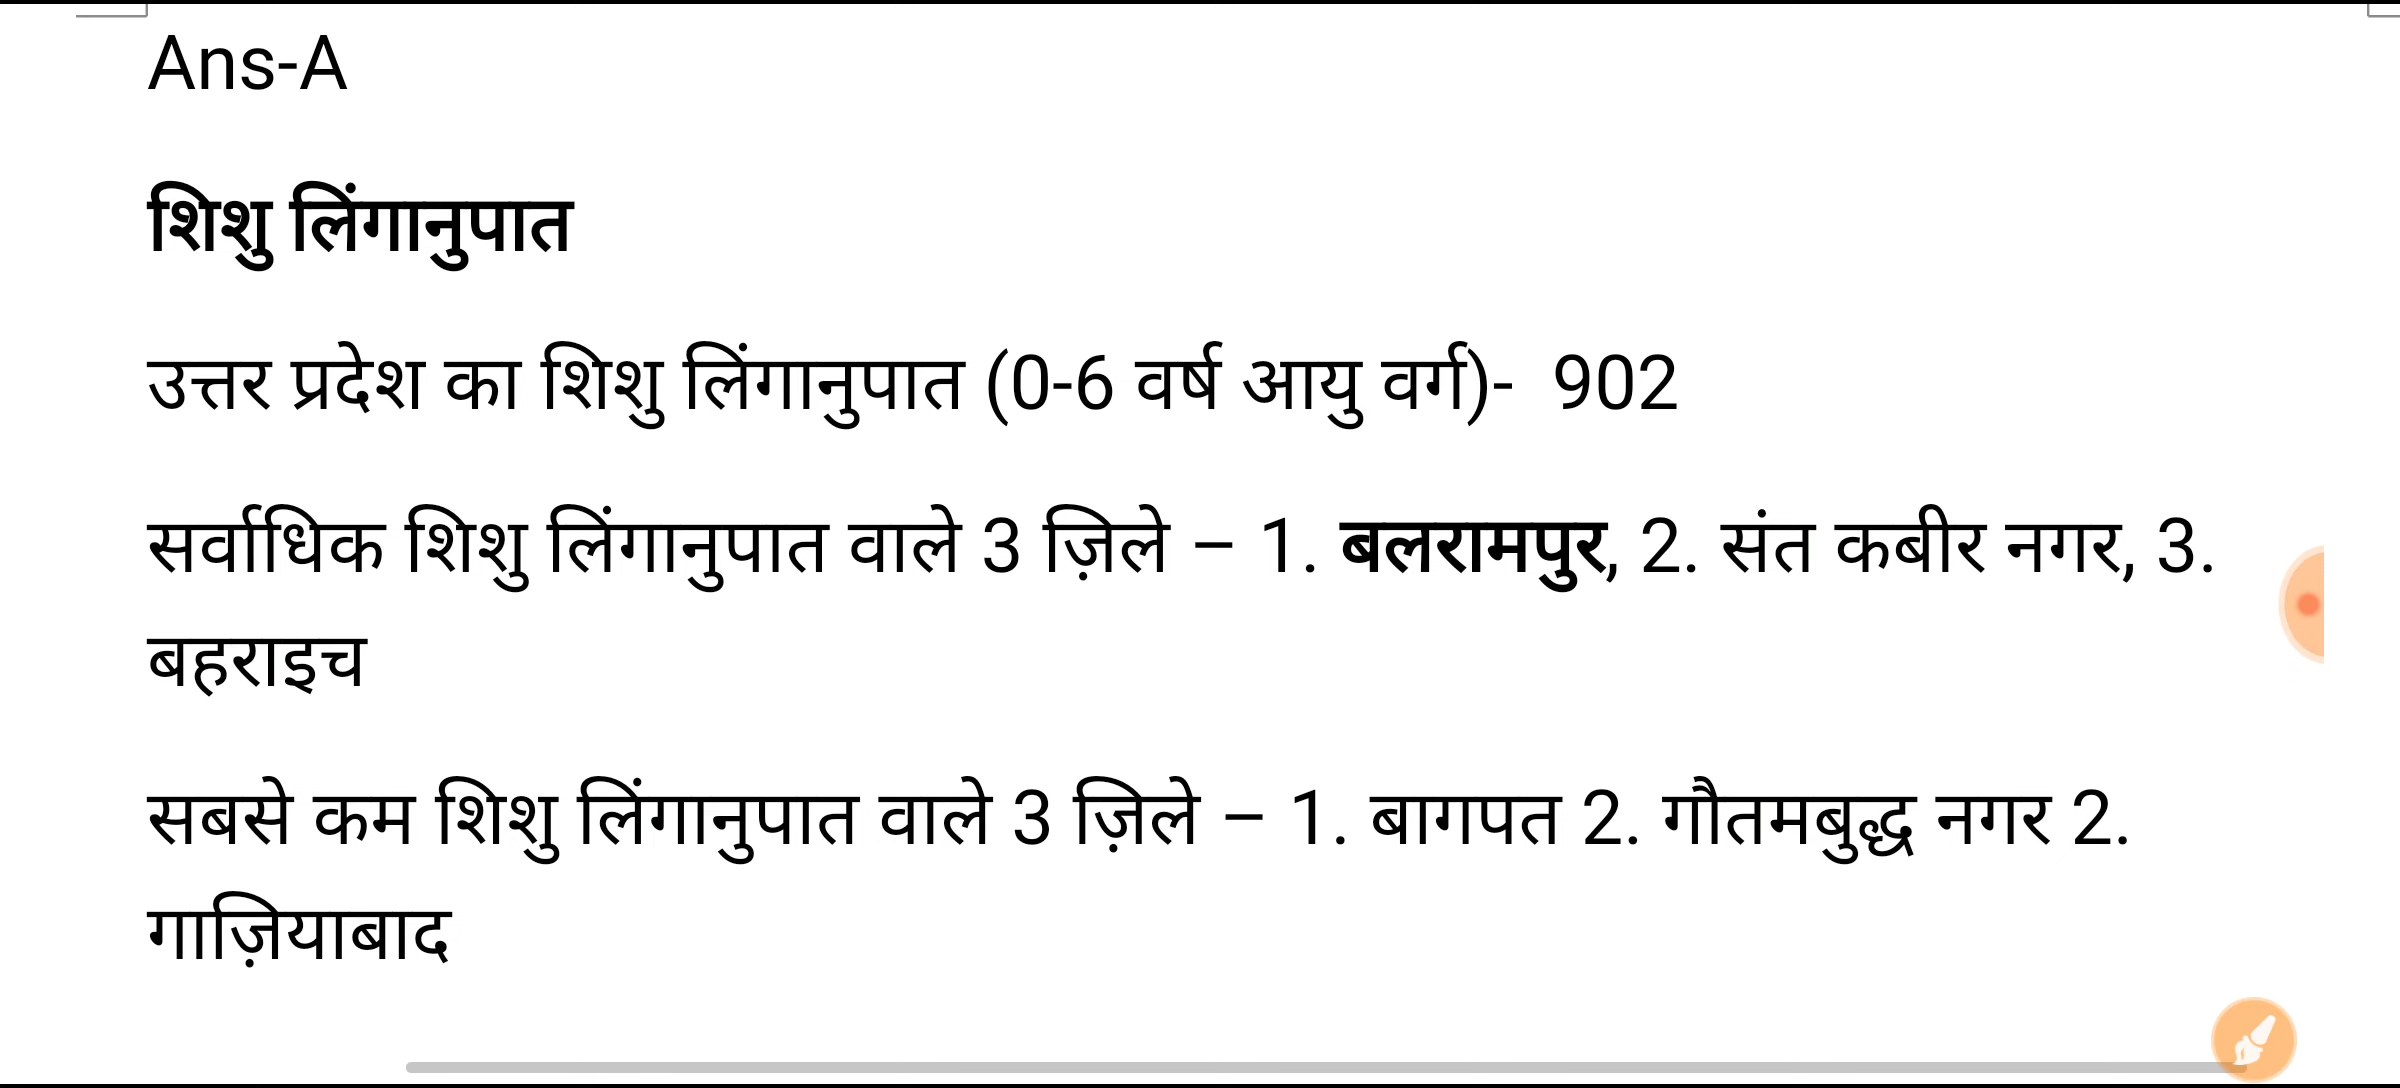 Ans-A
शिशु लिंगानुपात
उत्तर प्रदेश का शिशु लिंगानुपात (0-6 वर्ष आयु वर्ग)- 902
सर्वाधिक शिशु लिंगानुपात वाले 3 ज़िले – 1. बलरामपुर, 2. संत कबीर नगर, 3.
बहराइच
सबसे कम शिशु लिंगानुपात वाले 3 ज़िले – 1. बागपत 2. गौतमबुद्ध नगर 2.
गाज़ियाबाद